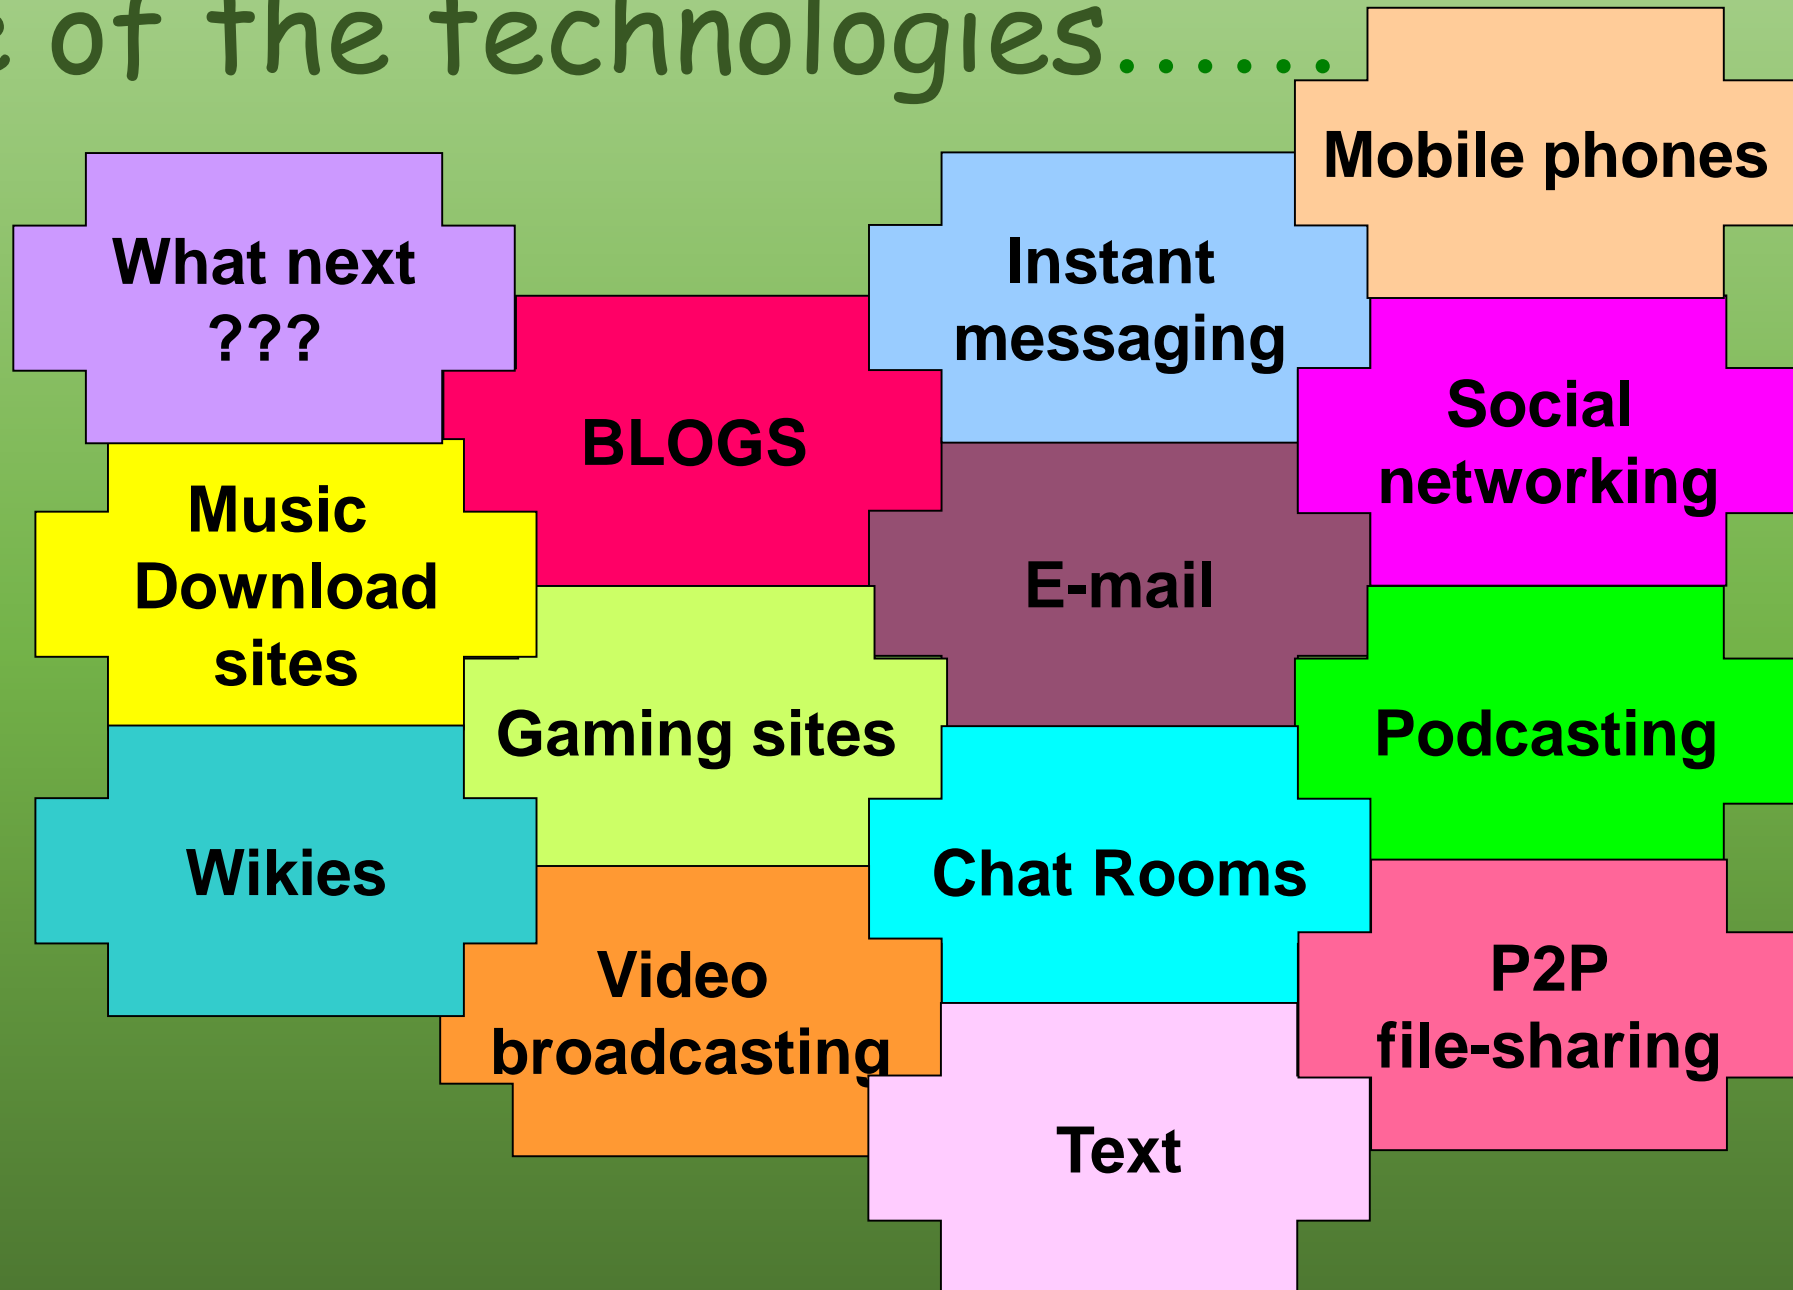 of the technologies......
Mobile phones
What next
???
Instant
messaging
BLOGS
Social
networking
Music
Download
sites
E-mail
Gaming sites
Podcasting
Wikies
Chat Rooms
Video
broadcasting
P2P
file-sharing
Text